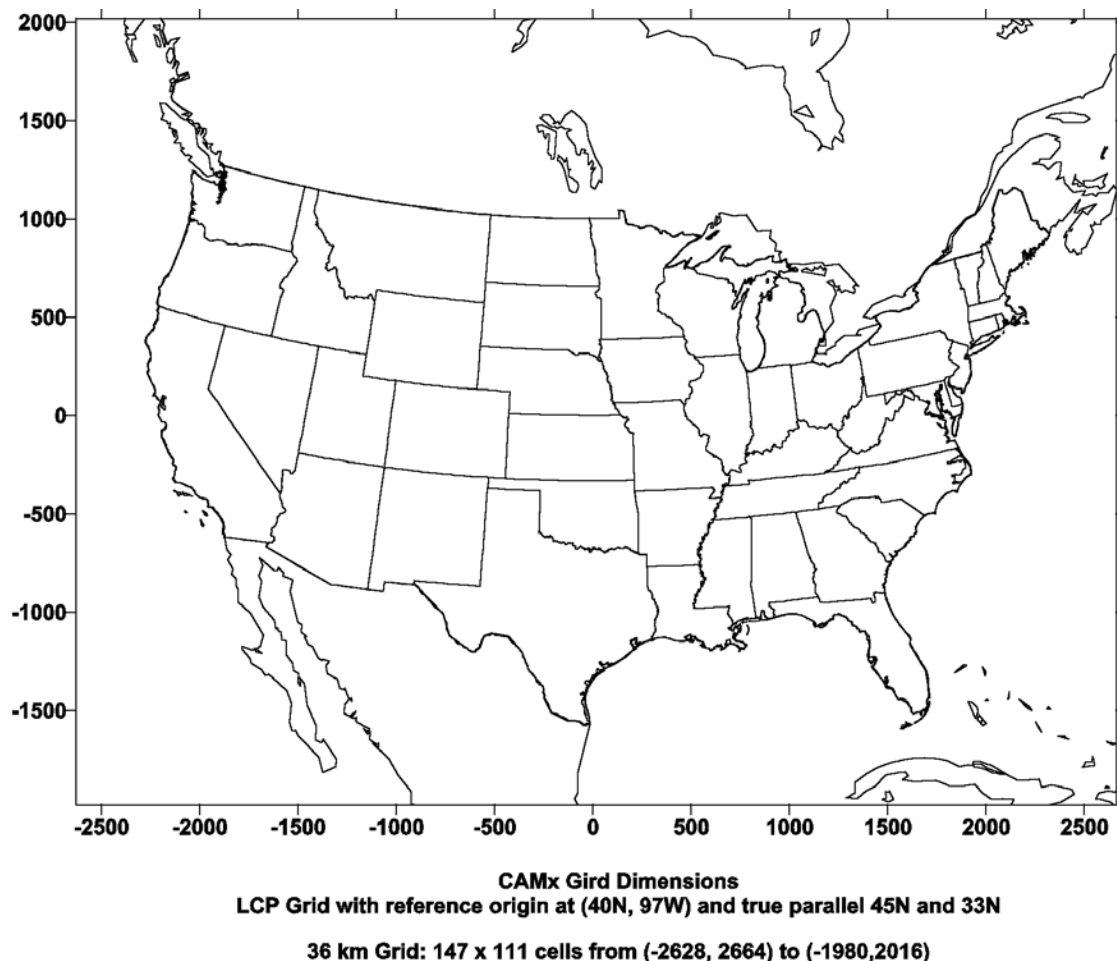 2000
1500
1000
500
0
-500
-1000
-1500
-2500 -2000 -1500 -1000 -500 0 500 1000 1500 2000 2500
CAMx Gird Dimensions
LCP Grid with reference origin at (40N, 97W) and true parallel 45N and 33N
36 km Grid: 147 x 111 cells from (-2628, 2664) to (-1980,2016)